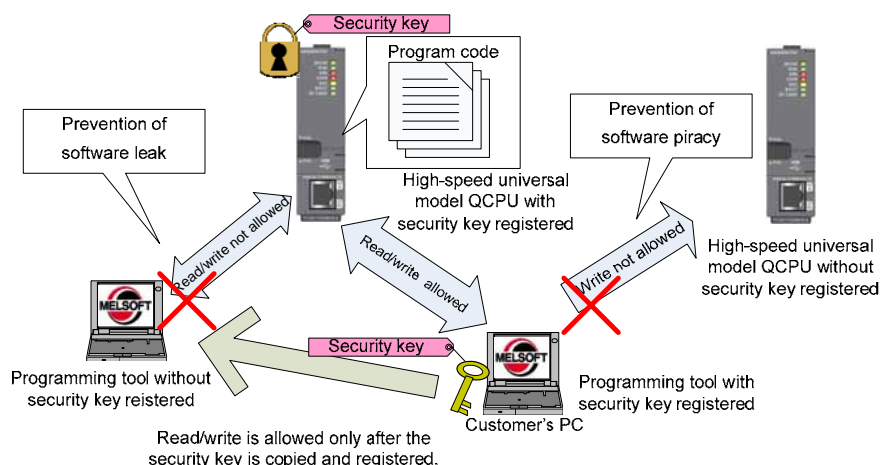 Security key
Program code
Prevention of
software leak
Prevention of
software piracy
High-speed universal
model QCPU with
security key registered
Read/write not allowed
Read/write allowed
Write not allowed
High-speed universal
model QCPU without
security key registered
MELSOFT
Security key
MELSOFT
Programming tool without
security key reistered
Programming tool with
security key registered
Customer's PC
Read/write is allowed only after the
security key is copied and registered.